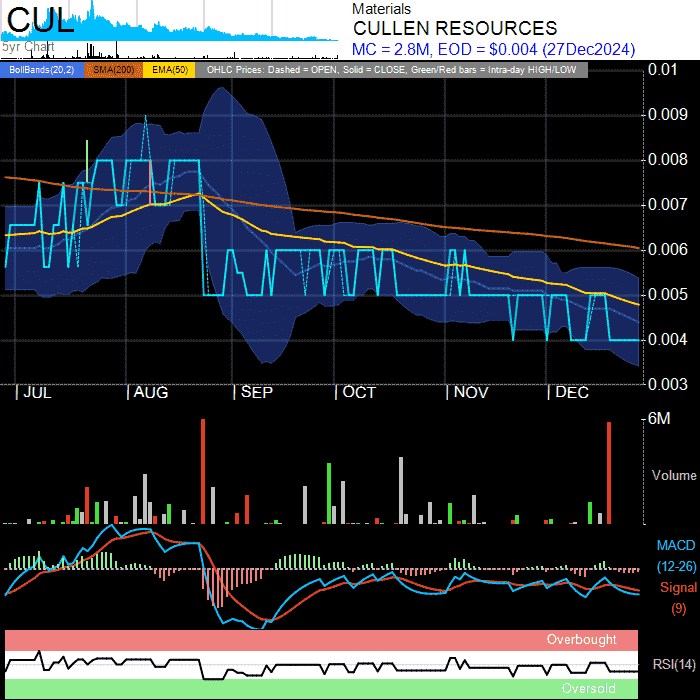 CUL
5yr Chart
Materials
CULLEN RESOURCES
MC = 2.8M, EOD = $0.004 (27Dec2024)
BollBands(20,2) SMA(200) EMA(50) OHLC Prices: Dashed = OPEN, Solid = CLOSE, Green/Red bars = Intra-day HIGH/LOW
0.01
0.009
0.008
0.007
0.006
0.005
0.004
0.003
JUL AUG SEP OCT NOV DEC
6M
Volume
MACD
(12-26)
Signal
(9)
Overbought
RSI(14)
Oversold